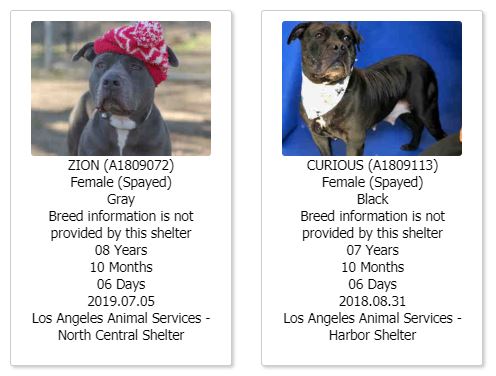 ZION (A1809072)
Female (Spayed)
Gray
Breed information is not
provided by this shelter
08 Years
10 Months
06 Days
2019.07.05
Los Angeles Animal Services -
North Central Shelter
CURIOUS (A1809113)
Female (Spayed)
Black
Breed information is not
provided by this shelter
07 Years
10 Months
06 Days
2018.08.31
Los Angeles Animal Services -
Harbor Shelter